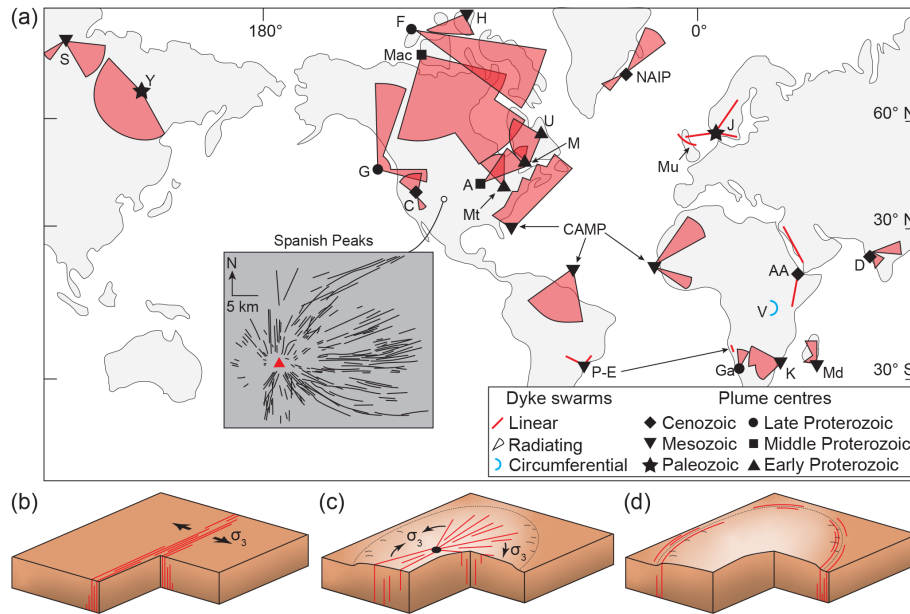 (a)
180°
0°
F
H
Mac
S
Y
NAIP
60° N
U
J
M
Mu
G
A
C
Mt
30° N
Spanish Peaks
CAMP
D
AA
N
5 km
V
P-E
Ga
K
Md
30° S
Dyke swarms
Plume centres
Linear
Cenozoic
Late Proterozoic
Radiating
Mesozoic
Middle Proterozoic
Circumferential
Paleozoic
Early Proterozoic
(b)
(c)
(d)
σ3
σ3
σ3